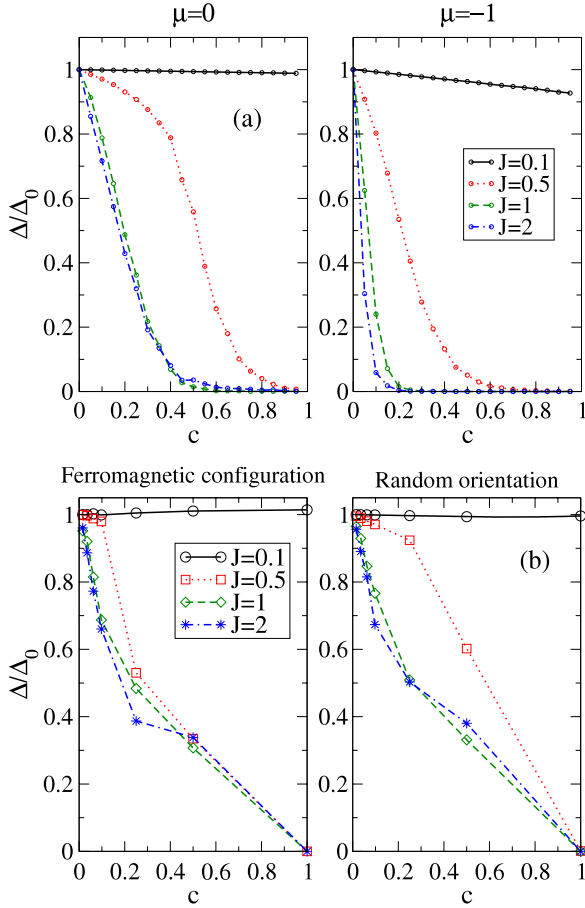 μ=0
μ=−1
1
0.8
0.6
0.4
0.2
0
Δ/Δ0
(a)
J=0.1
J=0.5
J=1
J=2
0 0.2 0.4 0.6 0.8 1
0 0.2 0.4 0.6 0.8 1
c
c
Ferromagnetic configuration
Random orientation
1
0.8
0.6
0.4
0.2
0
Δ/Δ0
J=0.1
J=0.5
J=1
J=2
(b)
0 0.2 0.4 0.6 0.8 1
0 0.2 0.4 0.6 0.8 1
c
c